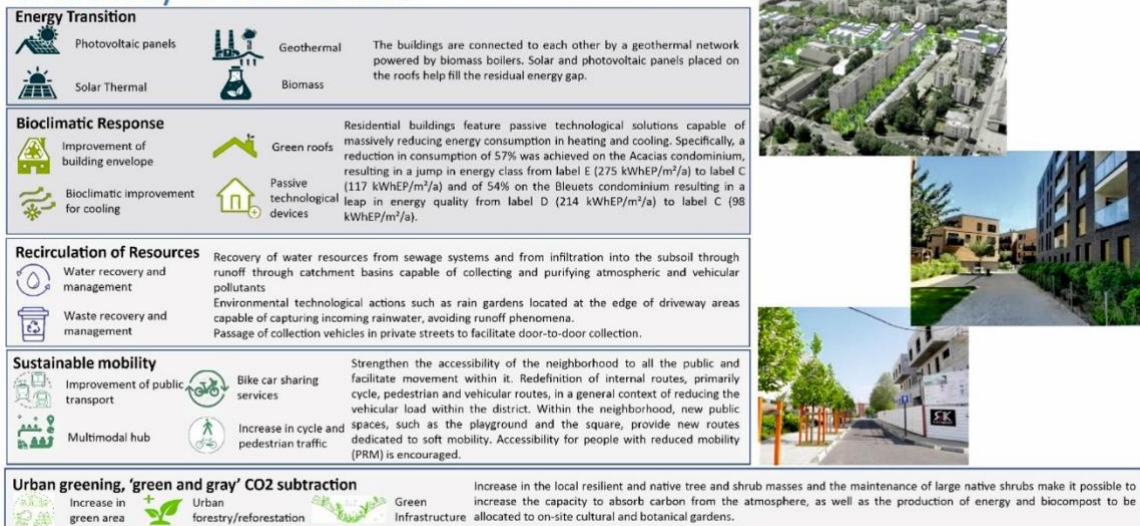 Energy Transition
Photovoltaic panels
Geothermal
Solar Thermal
Biomass
The buildings are connected to each other by a geothermal network
powered by biomass boilers. Solar and photovoltaic panels placed on
the roofs help fill the residual energy gap.
Bioclimatic Response
Improvement of
building envelope
Green roofs
Bioclimatic improvement
for cooling
Passive
technological
devices
Residential buildings feature passive technological solutions capable of
massively reducing energy consumption in heating and cooling. Specifically, a
reduction in consumption of 57% was achieved on the Acacias condominium,
resulting in a jump in energy class from label E (275 kWhEP/m²/a) to label C
(117 kWhEP/m²/a) and of 54% on the Bleuets condominium resulting in a
leap in energy quality from label D (214 kWhEP/m²/a) to label C (98
kWhEP/m²/a).
Recirculation of Resources
Water recovery and
management
Waste recovery and
management
Recovery of water resources from sewage systems and from infiltration into the subsoil through
runoff through catchment basins capable of collecting and purifying atmospheric and vehicular
pollutants
Environmental technological actions such as rain gardens located at the edge of driveway areas
capable of capturing incoming rainwater, avoiding runoff phenomena.
Passage of collection vehicles in private streets to facilitate door-to-door collection.
Sustainable mobility
Improvement of public
transport
Bike car sharing
services
Multimodal hub
Increase in cycle and
pedestrian traffic
Strengthen the accessibility of the neighborhood to all the public and
facilitate movement within it. Redefinition of internal routes, primarily
cycle, pedestrian and vehicular routes, in a general context of reducing the
vehicular load within the district. Within the neighborhood, new public
spaces, such as the playground and the square, provide new routes
dedicated to soft mobility. Accessibility for people with reduced mobility
(PRM) is encouraged.
Urban greening, 'green and gray' CO2 subtraction
Increase in
green area
Urban
forestry/reforestation
Green
Infrastructure
Increase in the local resilient and native tree and shrub masses and the maintenance of large native shrubs make it possible to
increase the capacity to absorb carbon from the atmosphere, as well as the production of energy and biocompost to be
allocated to on-site cultural and botanical gardens.